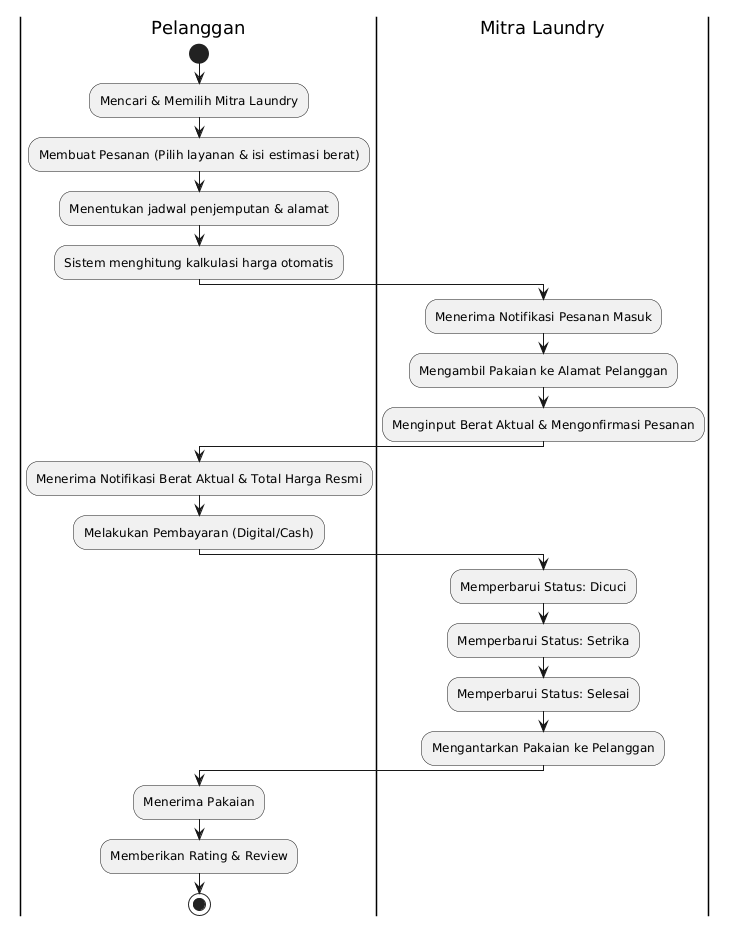 Pelanggan
Mitra Laundry
Mencari & Memilih Mitra Laundry
Membuat Pesanan (Pilih layanan & isi estimasi berat)
Menentukan jadwal penjemputan & alamat
Sistem menghitung kalkulasi harga otomatis
Menerima Notifikasi Pesanan Masuk
Mengambil Pakaian ke Alamat Pelanggan
Menginput Berat Aktual & Mengonfirmasi Pesanan
Menerima Notifikasi Berat Aktual & Total Harga Resmi
Melakukan Pembayaran (Digital/Cash)
Memperbarui Status: Dicuci
Memperbarui Status: Setrika
Memperbarui Status: Selesai
Mengantarkan Pakaian ke Pelanggan
Menerima Pakaian
Memberikan Rating & Review